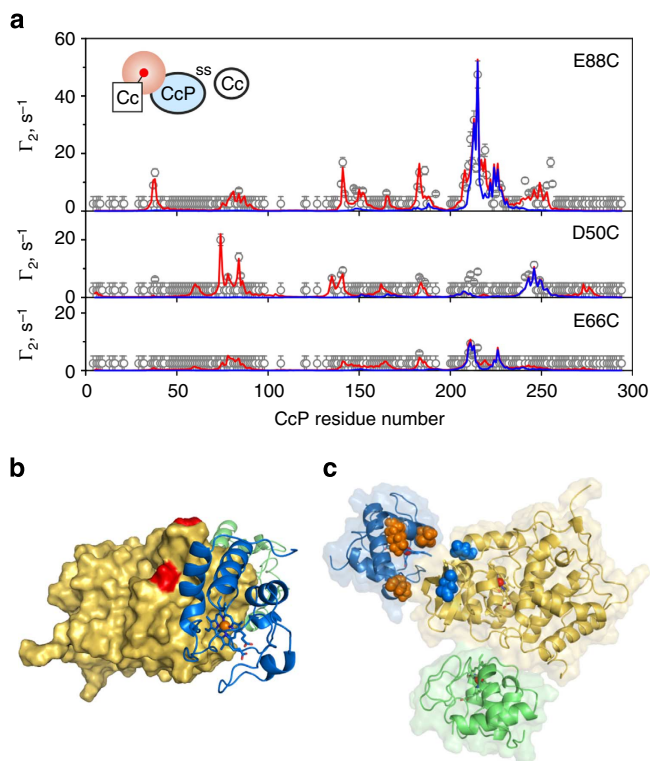 a
60
E88C
ss
Cc
CcP
Cc
40
Γ₂, s⁻¹
20
0
D50C
20
Γ₂, s⁻¹
0
E66C
20
Γ₂, s⁻¹
0
0 50 100 150 200 250 300
CcP residue number
b
c